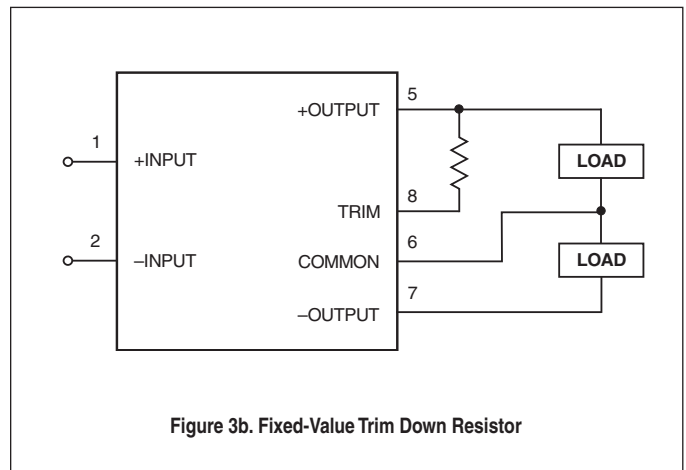 5
+OUTPUT
LOAD
1
+INPUT
8
TRIM
6
2
–INPUT
COMMON
LOAD
7
–OUTPUT
Figure 3b. Fixed-Value Trim Down Resistor